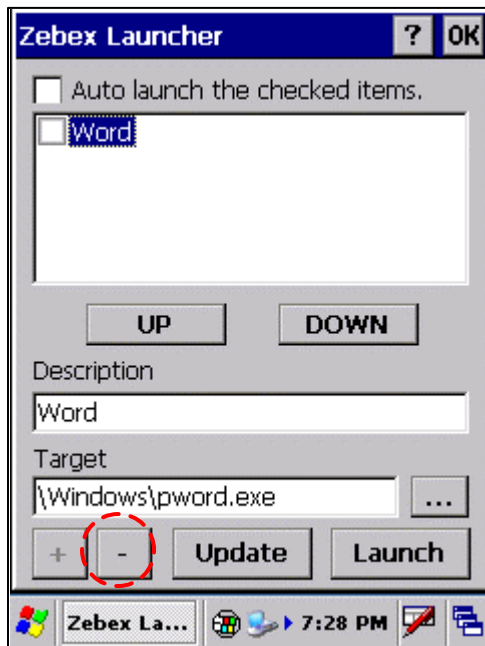 Zebex Launcher ? OK
Auto launch the checked items.
Word
UP DOWN
Description
Word
Target
\Windows\pword.exe ...
+ - Update Launch
Zebex La... 7:28 PM